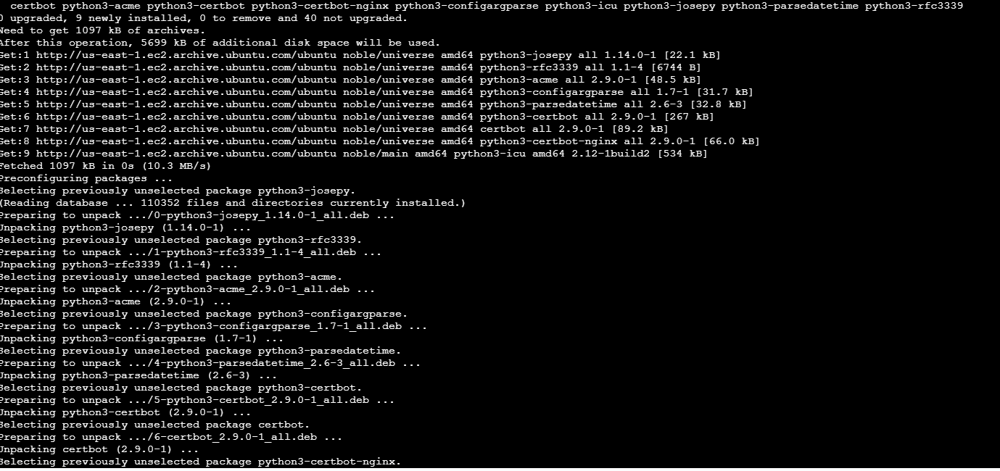 certbot python3-acme python3-certbot python3-certbot-nginx python3-configargparse python3-icu python3-josepy python3-parsedatetime python3-rfc3339
0 upgraded, 9 newly installed, 0 to remove and 40 not upgraded.
Need to get 1097 kB of archives.
After this operation, 5699 kB of additional disk space will be used.
Get:1 http://us-east-1.ec2.archive.ubuntu.com/ubuntu noble/universe amd64 python3-josepy all 1.14.0-1 [22.1 kB]
Get:2 http://us-east-1.ec2.archive.ubuntu.com/ubuntu noble/universe amd64 python3-rfc3339 all 1.1-4 [6744 B]
Get:3 http://us-east-1.ec2.archive.ubuntu.com/ubuntu noble/universe amd64 python3-acme all 2.9.0-1 [48.5 kB]
Get:4 http://us-east-1.ec2.archive.ubuntu.com/ubuntu noble/universe amd64 python3-configargparse all 1.7-1 [31.7 kB]
Get:5 http://us-east-1.ec2.archive.ubuntu.com/ubuntu noble/universe amd64 python3-parsedatetime all 2.6-3 [32.8 kB]
Get:6 http://us-east-1.ec2.archive.ubuntu.com/ubuntu noble/universe amd64 python3-certbot all 2.9.0-1 [267 kB]
Get:7 http://us-east-1.ec2.archive.ubuntu.com/ubuntu noble/universe amd64 certbot all 2.9.0-1 [89.2 kB]
Get:8 http://us-east-1.ec2.archive.ubuntu.com/ubuntu noble/universe amd64 python3-certbot-nginx all 2.9.0-1 [66.0 kB]
Get:9 http://us-east-1.ec2.archive.ubuntu.com/ubuntu noble/main amd64 python3-icu amd64 2.12-1build2 [534 kB]
Fetched 1097 kB in 0s (10.3 MB/s)
Preconfiguring packages ...
Selecting previously unselected package python3-josepy.
(Reading database ... 110352 files and directories currently installed.)
Preparing to unpack .../0-python3-josepy_1.14.0-1_all.deb ...
Unpacking python3-josepy (1.14.0-1) ...
Selecting previously unselected package python3-rfc3339.
Preparing to unpack .../1-python3-rfc3339_1.1-4_all.deb ...
Unpacking python3-rfc3339 (1.1-4) ...
Selecting previously unselected package python3-acme.
Preparing to unpack .../2-python3-acme_2.9.0-1_all.deb ...
Unpacking python3-acme (2.9.0-1) ...
Selecting previously unselected package python3-configargparse.
Preparing to unpack .../3-python3-configargparse_1.7-1_all.deb ...
Unpacking python3-configargparse (1.7-1) ...
Selecting previously unselected package python3-parsedatetime.
Preparing to unpack .../4-python3-parsedatetime_2.6-3_all.deb ...
Unpacking python3-parsedatetime (2.6-3) ...
Selecting previously unselected package python3-certbot.
Preparing to unpack .../5-python3-certbot_2.9.0-1_all.deb ...
Unpacking python3-certbot (2.9.0-1) ...
Selecting previously unselected package certbot.
Preparing to unpack .../6-certbot_2.9.0-1_all.deb ...
Unpacking certbot (2.9.0-1) ...
Selecting previously unselected package python3-certbot-nginx.